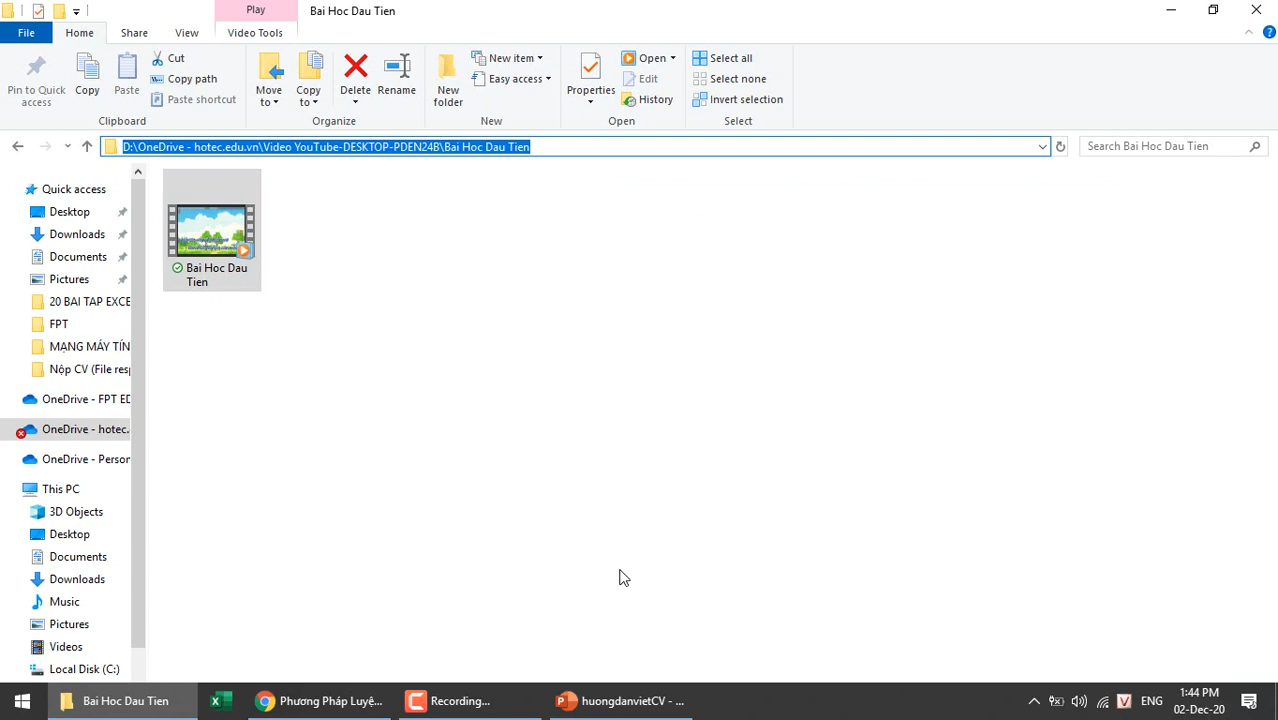 Play
Bai Hoc Dau Tien
File
Home
Share
View
Video Tools
Pin to Quick access
Copy
Paste
Cut
Copy path
Paste shortcut
Clipboard
Move to
Copy to
Delete
Rename
Organize
New folder
New item
Easy access
New
Properties
Open
Edit
History
Open
Select all
Select none
Invert selection
Select
D:\OneDrive - hotec.edu.vn\Video YouTube-DESKTOP-PDEN24B\Bai Hoc Dau Tien
Search Bai Hoc Dau Tien
Quick access
Desktop
Downloads
Documents
Pictures
20 BAI TAP EXCE
FPT
MẠNG MÁY TÍN
Nộp CV (File resp
OneDrive - FPT ED
OneDrive - hotec.
OneDrive - Person
This PC
3D Objects
Desktop
Documents
Downloads
Music
Pictures
Videos
Local Disk (C:)
Bai Hoc Dau
Tien
Bai Hoc Dau Tien
Phương Pháp Luyệ...
Recording...
huongdanvietCV - ...
V
ENG
1:44 PM
02-Dec-20